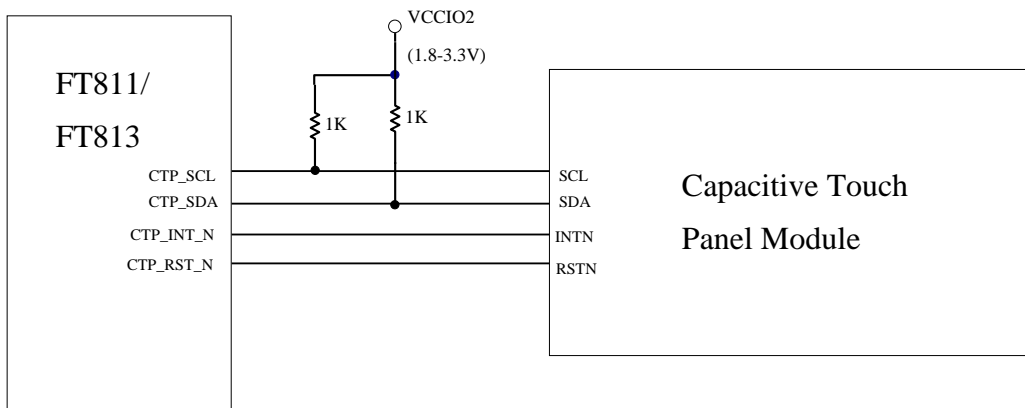 VCCIO2
(1.8-3.3V)
FT811/
FT813
1K
1K
CTP_SCL
CTP_SDA
CTP_INT_N
CTP_RST_N
SCL
SDA
INTN
RSTN
Capacitive Touch
Panel Module